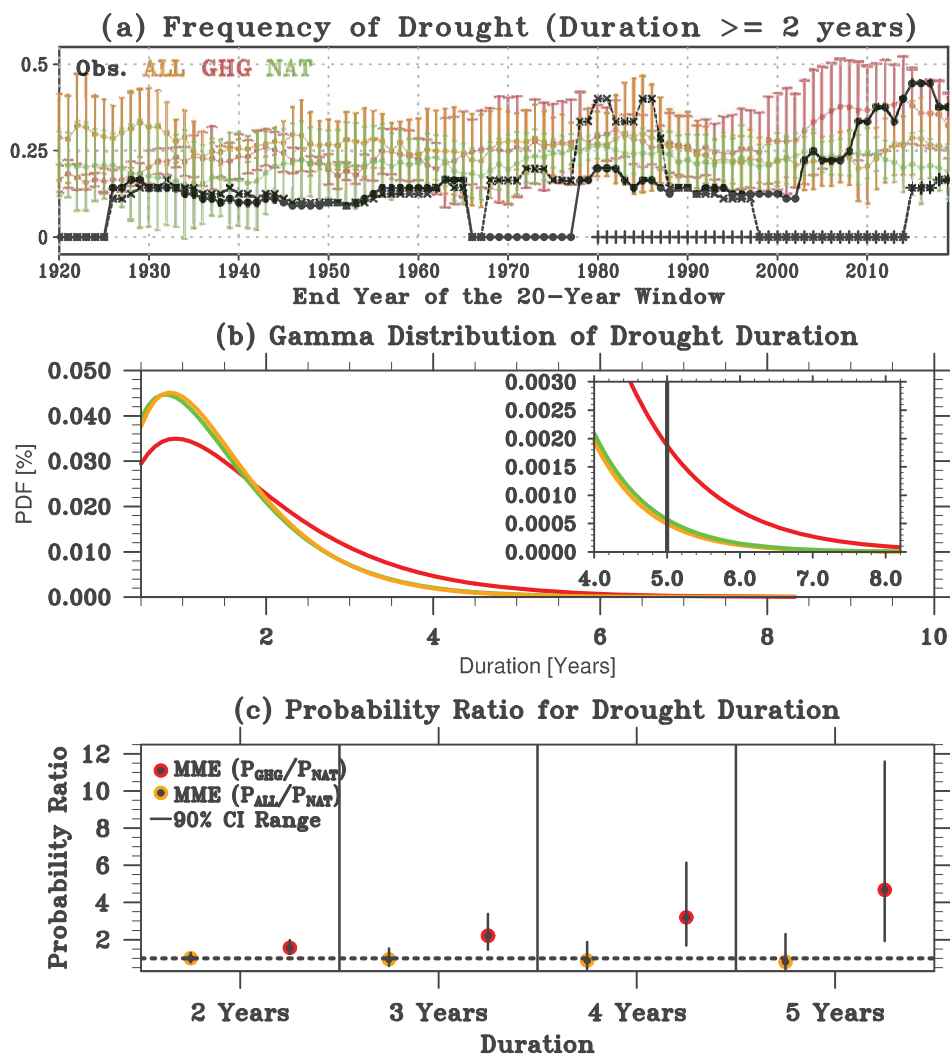 (a) Frequency of Drought (Duration >= 2 years)
Obs. ALL GHG NAT
0.5
0.25
0
1920 1930 1940 1950 1960 1970 1980 1990 2000 2010
End Year of the 20-Year Window
(b) Gamma Distribution of Drought Duration
PDF [%]
0.050
0.040
0.030
0.020
0.010
0.000
2 4 6 8 10
0.0030
0.0025
0.0020
0.0015
0.0010
0.0005
0.0000
4.0 5.0 6.0 7.0 8.0
Duration [Years]
(c) Probability Ratio for Drought Duration
Probability Ratio
12
10
8
6
4
2
MME (PGHG/PNAT)
MME (PALL/PNAT)
90% CI Range
2 Years 3 Years 4 Years 5 Years
Duration